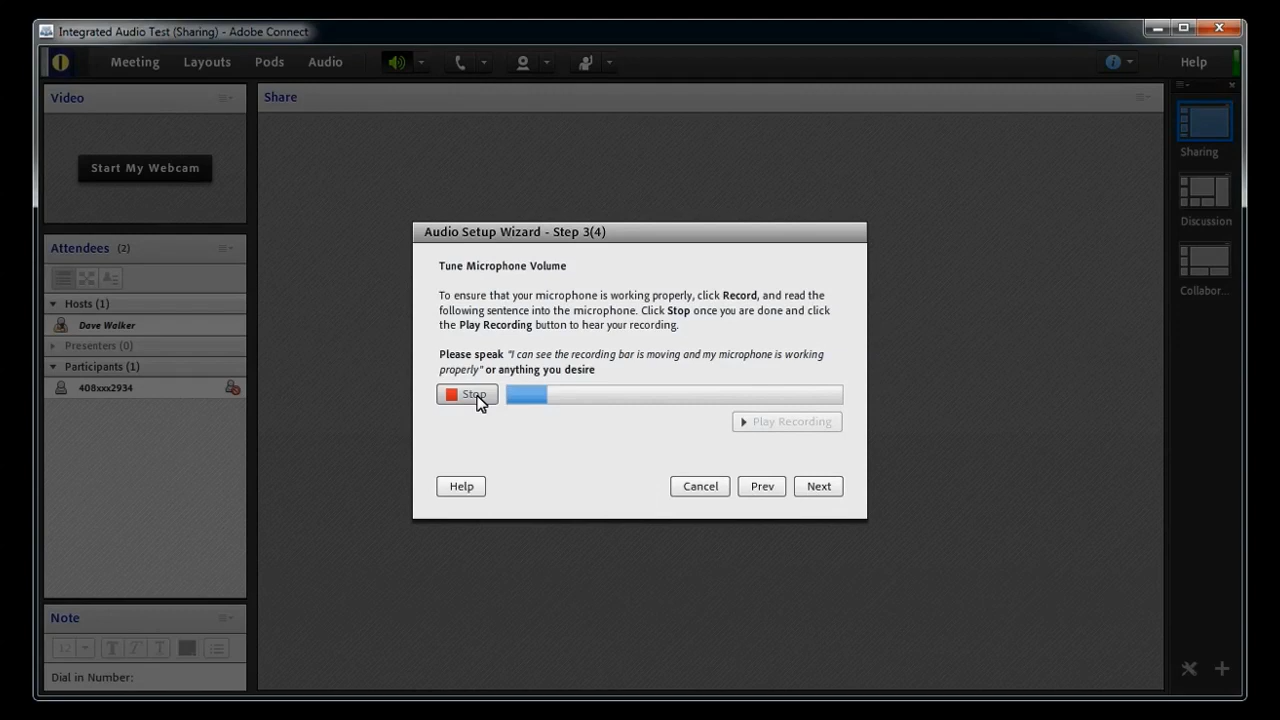 Integrated Audio Test (Sharing) - Adobe Connect
Meeting Layouts Pods Audio Help
Video
Start My Webcam
Attendees (2)
Hosts (1)
Dave Walker
Presenters (0)
Participants (1)
408xxx2934
Note
12
T T T
Dial in Number:
Share
Audio Setup Wizard - Step 3(4)
Tune Microphone Volume
To ensure that your microphone is working properly, click Record, and read the
following sentence into the microphone. Click Stop once you are done and click
the Play Recording button to hear your recording.
Please speak "I can see the recording bar is moving and my microphone is working
properly" or anything you desire
Stop
Play Recording
Help Cancel Prev Next
Sharing
Discussion
Collabor...